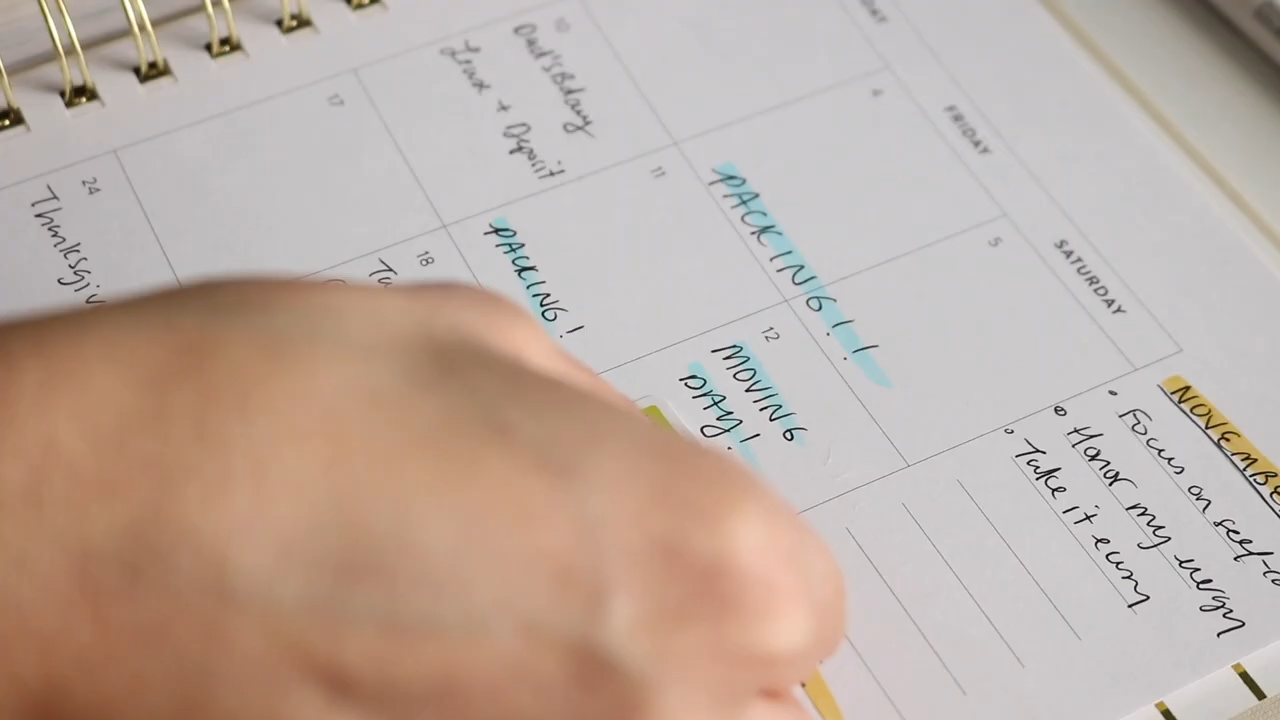 FRIDAY
SATURDAY
10
Dad's Bday
Lease + Deposit
4
17
11
PACKING!!
5
24
Thanksgiv
18
PACKING!
12
MOVING
DAY!
NOVEMBE
• Focus on self-c
• Honor my energy
• Take it easy